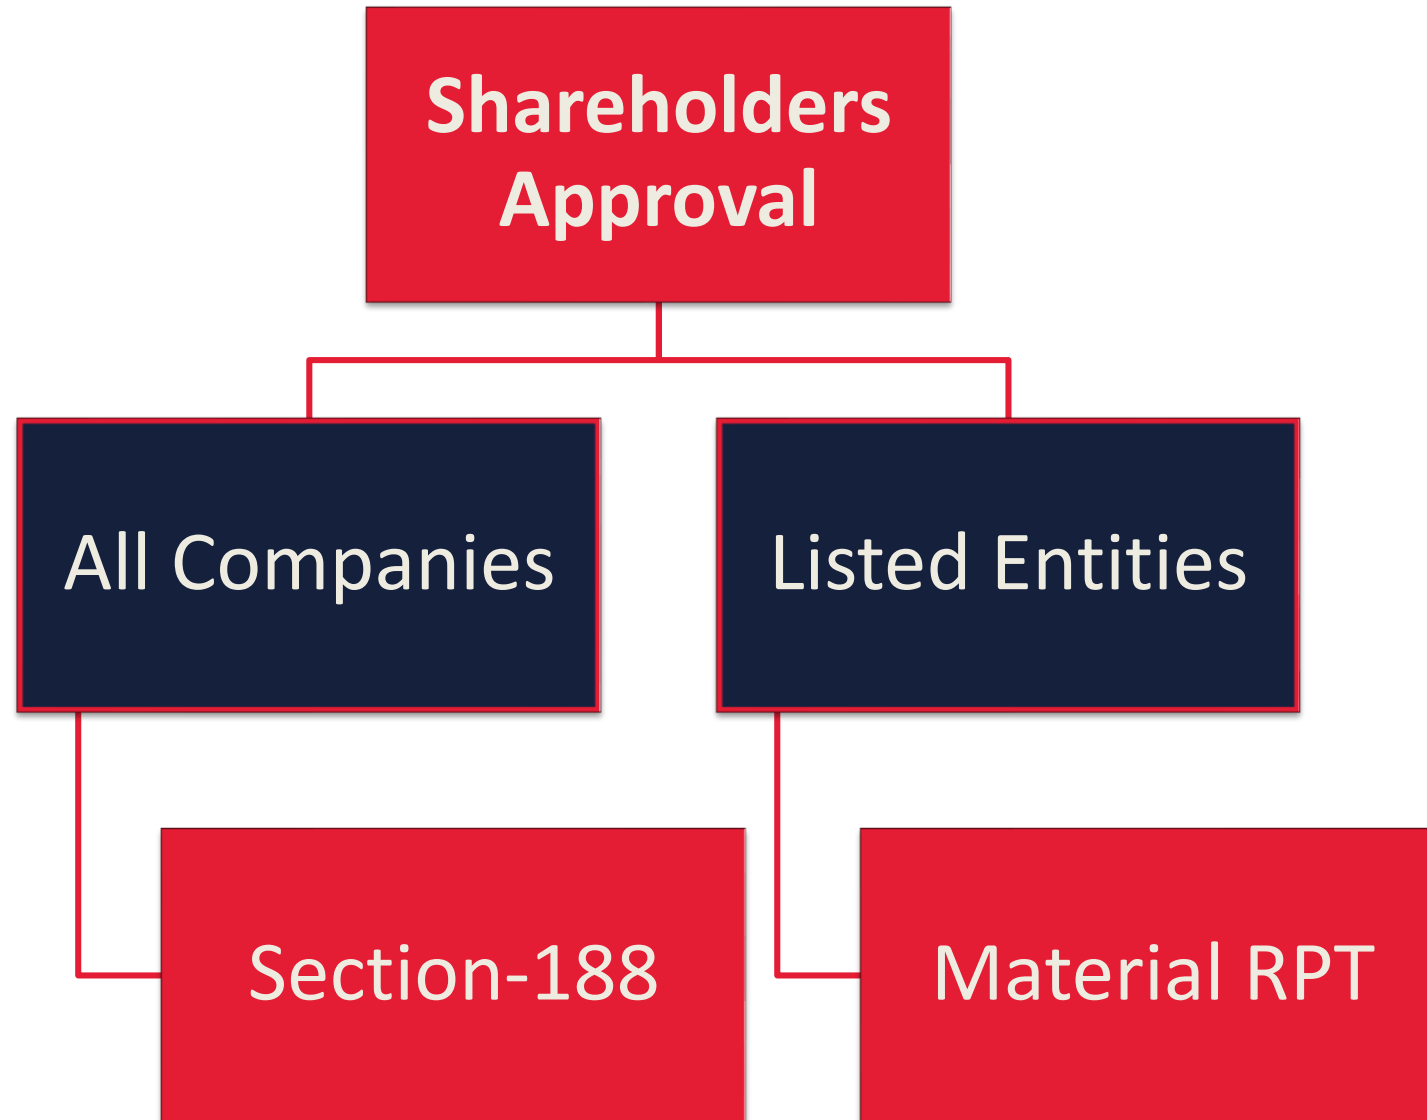 Shareholders
Approval
All Companies
Listed Entities
Section-188
Material RPT